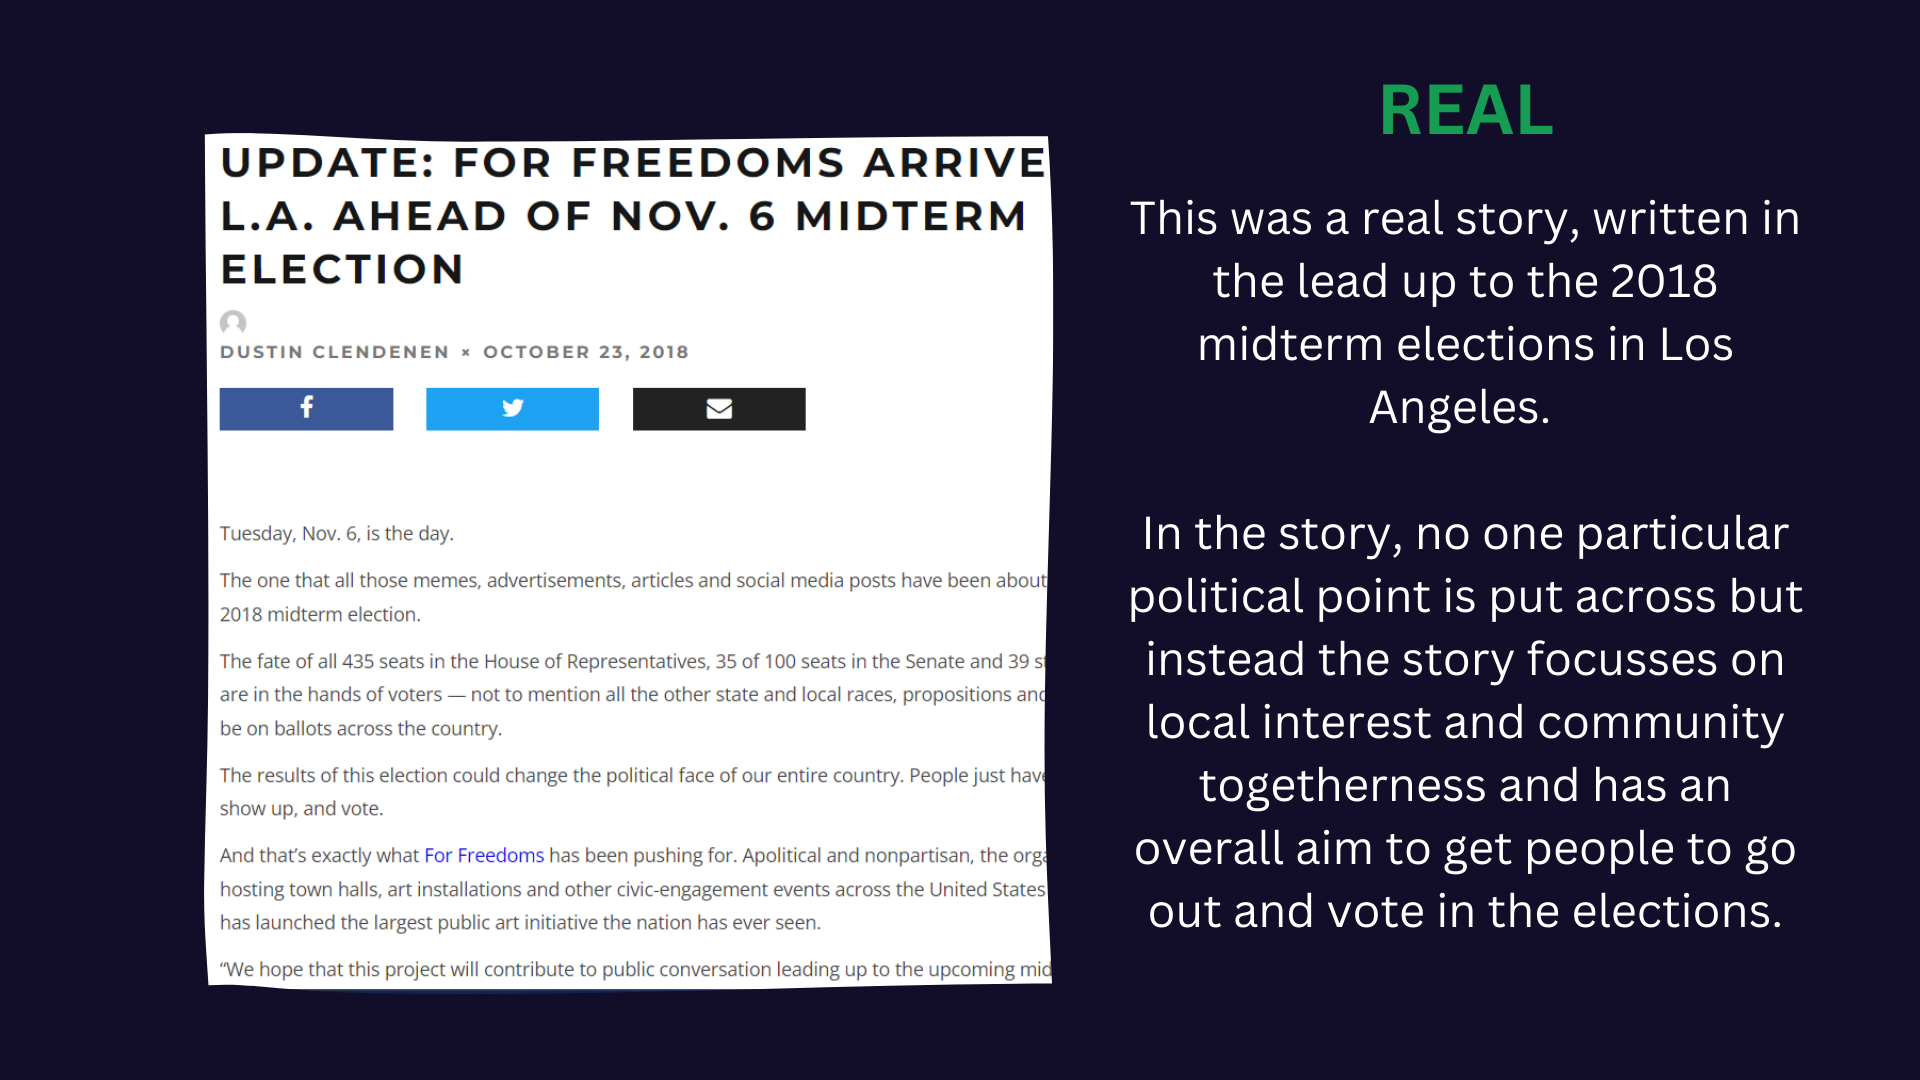 UPDATE: FOR FREEDOMS ARRIVE
L.A. AHEAD OF NOV. 6 MIDTERM
ELECTION
DUSTIN CLENDENEN × OCTOBER 23, 2018
Tuesday, Nov. 6, is the day.
The one that all those memes, advertisements, articles and social media posts have been about
2018 midterm election.
The fate of all 435 seats in the House of Representatives, 35 of 100 seats in the Senate and 39
are in the hands of voters — not to mention all the other state and local races, propositions and
be on ballots across the country.
The results of this election could change the political face of our entire country. People just have
show up, and vote.
And that's exactly what For Freedoms has been pushing for. Apolitical and nonpartisan, the
hosting town halls, art installations and other civic-engagement events across the United States
has launched the largest public art initiative the nation has ever seen.
“We hope that this project will contribute to public conversation leading up to the upcoming
REAL
This was a real story, written in
the lead up to the 2018
midterm elections in Los
Angeles.
In the story, no one particular
political point is put across but
instead the story focusses on
local interest and community
togetherness and has an
overall aim to get people to go
out and vote in the elections.